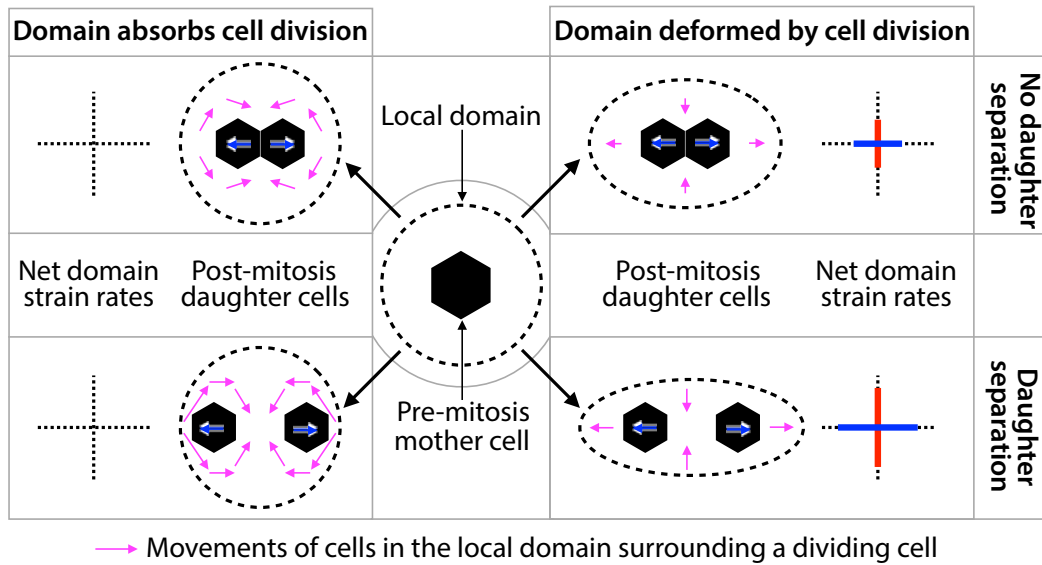 Domain absorbs cell division
Domain deformed by cell division
No daughter
separation
Local domain
Net domain
strain rates
Post-mitosis
daughter cells
Post-mitosis
daughter cells
Net domain
strain rates
Pre-mitosis
mother cell
Daughter
separation
Movements of cells in the local domain surrounding a dividing cell